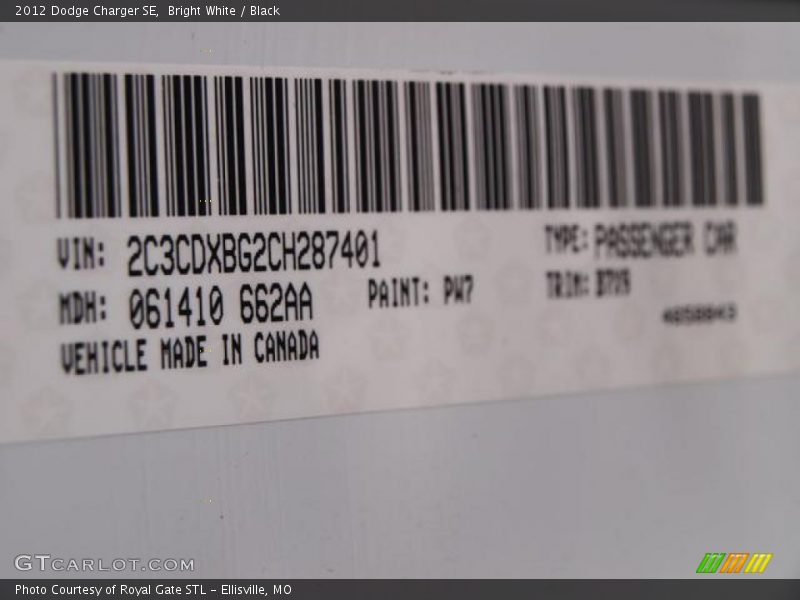 2012 Dodge Charger SE,  Bright White / Black
VIN: 2C3CDXBG2CH287401
TYPE: PASSENGER CAR
MDH: 061410 662AA
PAINT: PW7
TRIM:
VEHICLE MADE IN CANADA
GTCARLOT.COM
Photo Courtesy of Royal Gate STL - Ellisville, MO